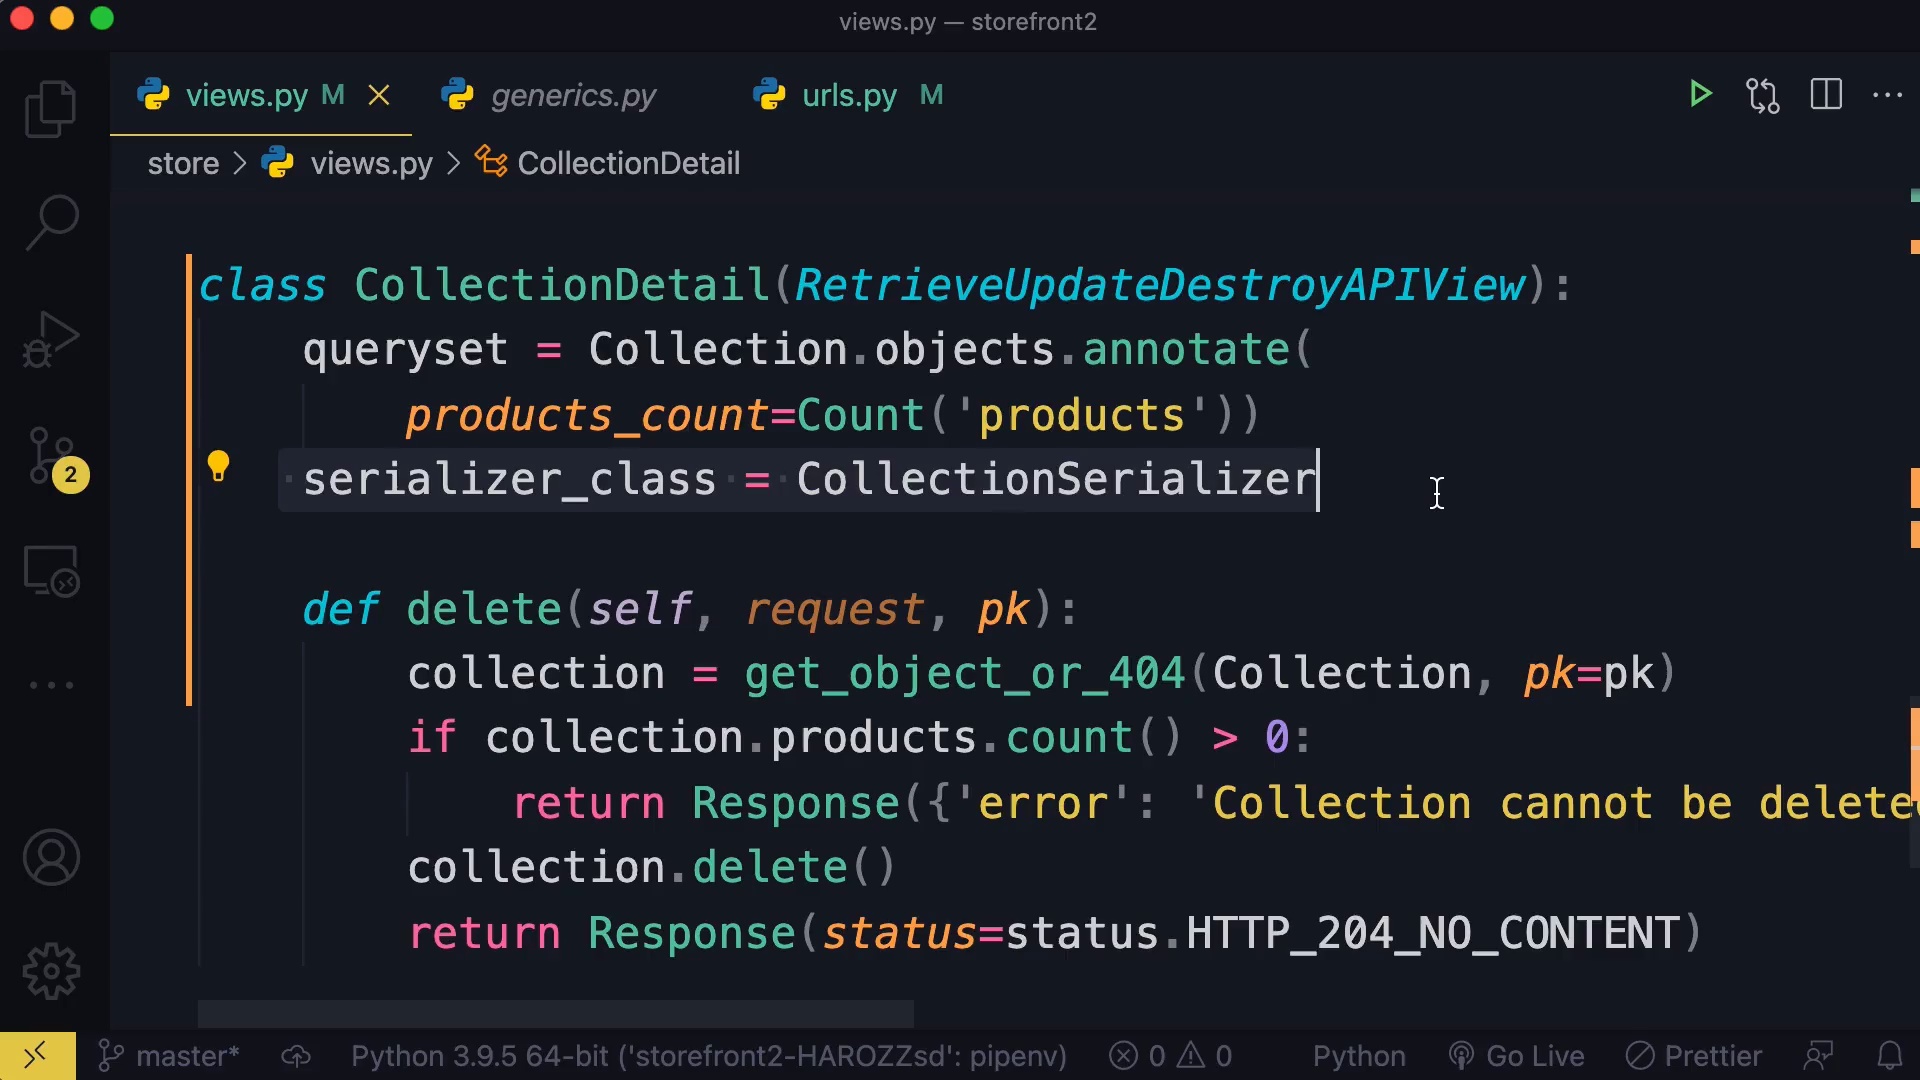 views.py — storefront2
views.py M
generics.py
urls.py M
store > views.py > CollectionDetail
class CollectionDetail(RetrieveUpdateDestroyAPIView):
queryset = Collection.objects.annotate(
products_count=Count('products'))
serializer_class = CollectionSerializer
def delete(self, request, pk):
collection = get_object_or_404(Collection, pk=pk)
if collection.products.count() > 0:
return Response({'error': 'Collection cannot be delete
collection.delete()
return Response(status=status.HTTP_204_NO_CONTENT)
2
master* Python 3.9.5 64-bit ('storefront2-HAROZZsd': pipenv) 0 0 Python Go Live Prettier